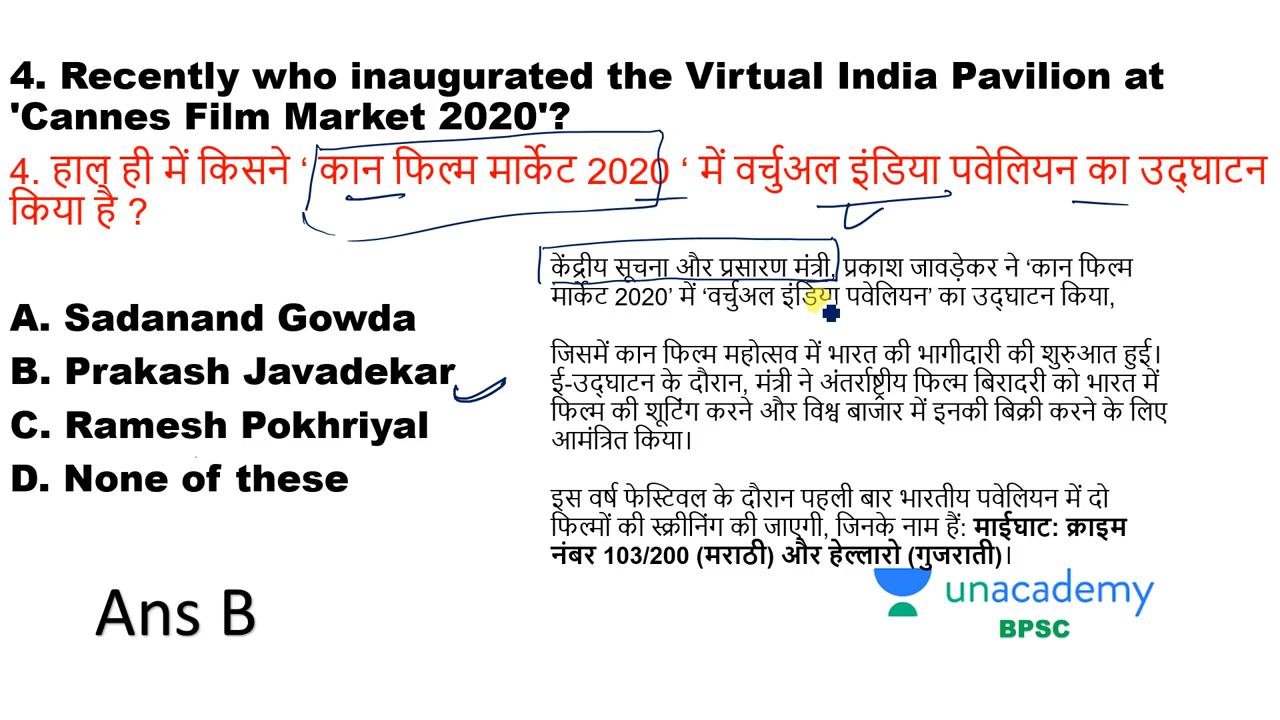 4. Recently who inaugurated the Virtual India Pavilion at
'Cannes Film Market 2020'?
4. हाल ही में किसने ‘ कान फिल्म मार्केट 2020 ‘ में वर्चुअल इंडिया पवेलियन का उद्घाटन
किया है ?
A. Sadanand Gowda
B. Prakash Javadekar
C. Ramesh Pokhriyal
D. None of these
Ans B
केंद्रीय सूचना और प्रसारण मंत्री, प्रकाश जावड़ेकर ने ‘कान फिल्म
मार्केट 2020’ में ‘वर्चुअल इंडिया पवेलियन’ का उद्घाटन किया,
जिसमें कान फिल्म महोत्सव में भारत की भागीदारी की शुरुआत हुई।
ई-उद्घाटन के दौरान, मंत्री ने अंतर्राष्ट्रीय फिल्म बिरादरी को भारत में
फिल्म की शूटिंग करने और विश्व बाजार में इनकी बिक्री करने के लिए
आमंत्रित किया।
इस वर्ष फेस्टिवल के दौरान पहली बार भारतीय पवेलियन में दो
फिल्मों की स्क्रीनिंग की जाएगी, जिनके नाम हैं: माईघाट: क्राइम
नंबर 103/200 (मराठी) और हेल्लारो (गुजराती)।
unacademy
BPSC